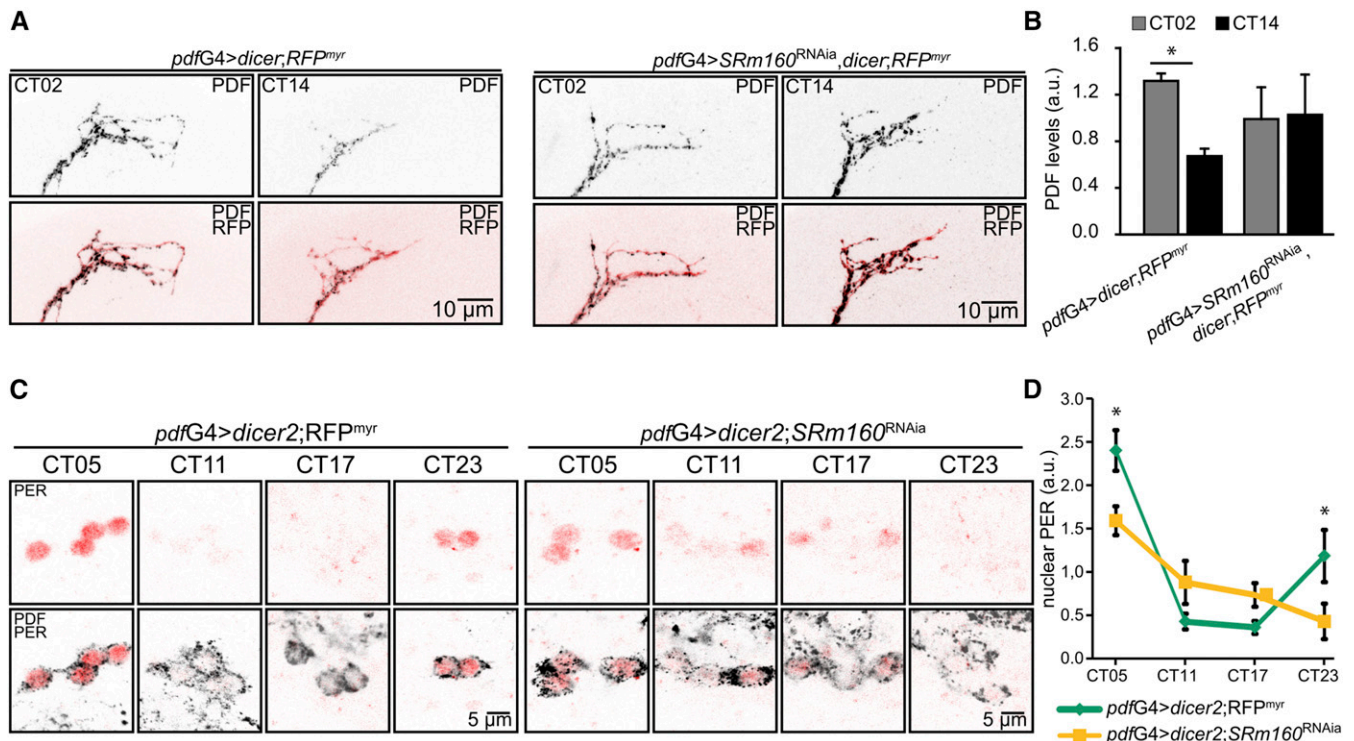 A
pdfG4>dicer;RFPmyr
pdfG4>SRm160RNAia,dicer;RFPmyr
CT02 PDF
CT14 PDF
CT02 PDF
CT14 PDF
PDF
RFP
PDF
RFP
10 µm
PDF
RFP
PDF
RFP
10 µm
B
CT02 CT14
*
PDF levels (a.u.)
1.6
1.2
0.8
0.4
0.0
pdfG4>dicer;RFPmyr
pdfG4>SRm160RNAia,
dicer;RFPmyr
C
pdfG4>dicer2;RFPmyr
pdfG4>dicer2;SRm160RNAia
CT05 CT11 CT17 CT23 CT05 CT11 CT17 CT23
PER
PDF
PER
5 µm
5 µm
D
nuclear PER (a.u.)
3.0
2.5
2.0
1.5
1.0
0.5
0.0
*
*
CT05 CT11 CT17 CT23
pdfG4>dicer2;RFPmyr
pdfG4>dicer2;SRm160RNAia